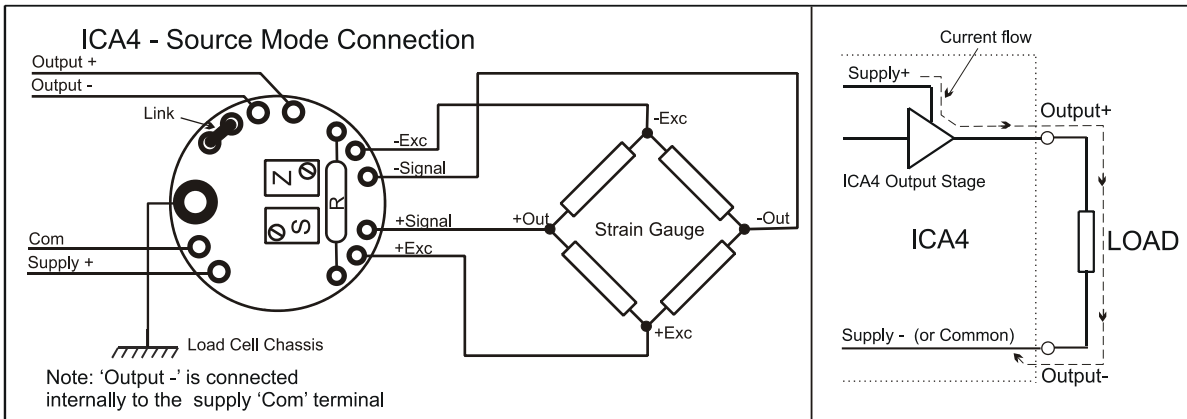 ICA4 - Source Mode Connection
Output +
Output -
Link
-Exc
-Signal
+Signal
+Exc
Z
S
R
Com
Supply +
Load Cell Chassis
Note: ‘Output -’ is connected
internally to the supply ‘Com’ terminal
-Exc
+Out
Strain Gauge
-Out
+Exc
Current flow
Supply+
Output+
ICA4 Output Stage
ICA4
LOAD
Supply - (or Common)
Output-